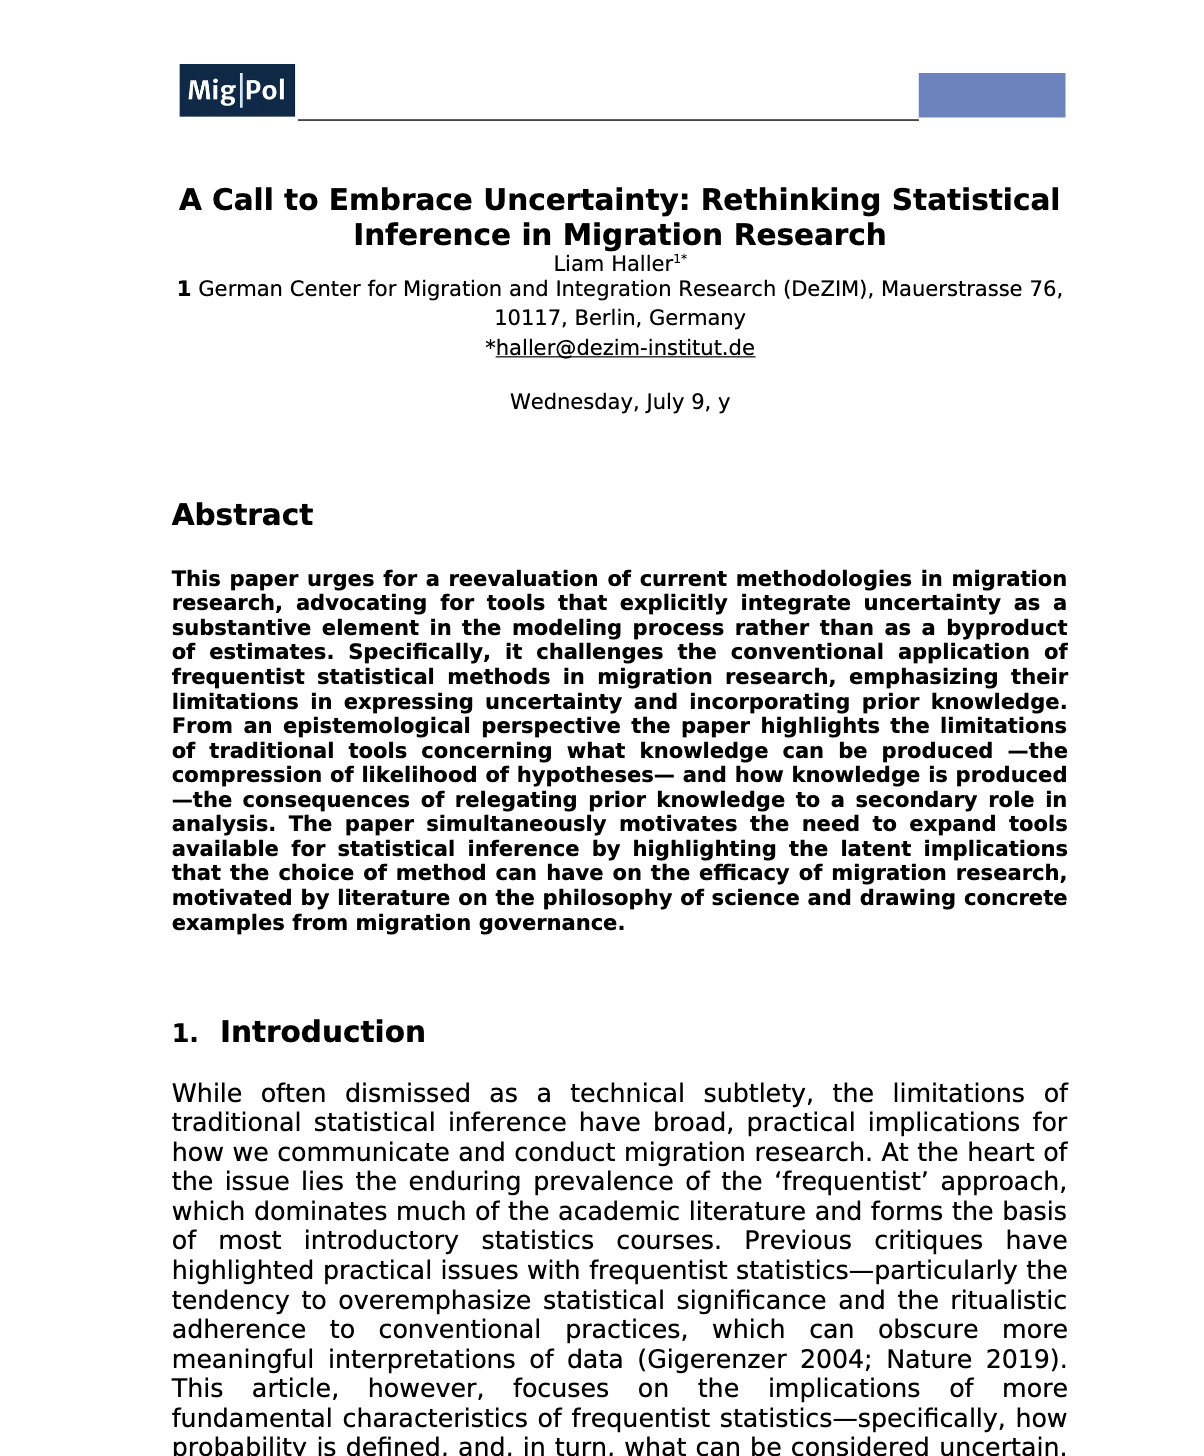 Mig|Pol
A Call to Embrace Uncertainty: Rethinking Statistical
Inference in Migration Research
Liam Haller1*
1 German Center for Migration and Integration Research (DeZIM), Mauerstrasse 76,
10117, Berlin, Germany
*haller@dezim-institut.de
Wednesday, July 9, y
Abstract
This paper urges for a reevaluation of current methodologies in migration
research, advocating for tools that explicitly integrate uncertainty as a
substantive element in the modeling process rather than as a byproduct
of estimates. Specifically, it challenges the conventional application of
frequentist statistical methods in migration research, emphasizing their
limitations in expressing uncertainty and incorporating prior knowledge.
From an epistemological perspective the paper highlights the limitations
of traditional tools concerning what knowledge can be produced —the
compression of likelihood of hypotheses— and how knowledge is produced
—the consequences of relegating prior knowledge to a secondary role in
analysis. The paper simultaneously motivates the need to expand tools
available for statistical inference by highlighting the latent implications
that the choice of method can have on the efficacy of migration research,
motivated by literature on the philosophy of science and drawing concrete
examples from migration governance.
1. Introduction
While often dismissed as a technical subtlety, the limitations of
traditional statistical inference have broad, practical implications for
how we communicate and conduct migration research. At the heart of
the issue lies the enduring prevalence of the ‘frequentist’ approach,
which dominates much of the academic literature and forms the basis
of most introductory statistics courses. Previous critiques have
highlighted practical issues with frequentist statistics—particularly the
tendency to overemphasize statistical significance and the ritualistic
adherence to conventional practices, which can obscure more
meaningful interpretations of data (Gigerenzer 2004; Nature 2019).
This article, however, focuses on the implications of more
fundamental characteristics of frequentist statistics—specifically, how
probability is defined, and, in turn, what can be considered uncertain.